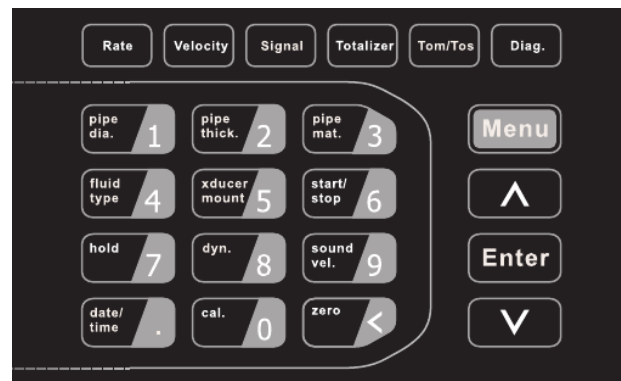 Rate Velocity Signal Totalizer Tom/Tos Diag.
pipe dia. 1 pipe thick. 2 pipe mat. 3 Menu
fluid type 4 xducer mount 5 start/ stop 6 ∧
hold 7 dyn. 8 sound vel. 9 Enter
date/ time . cal. 0 zero < ∨